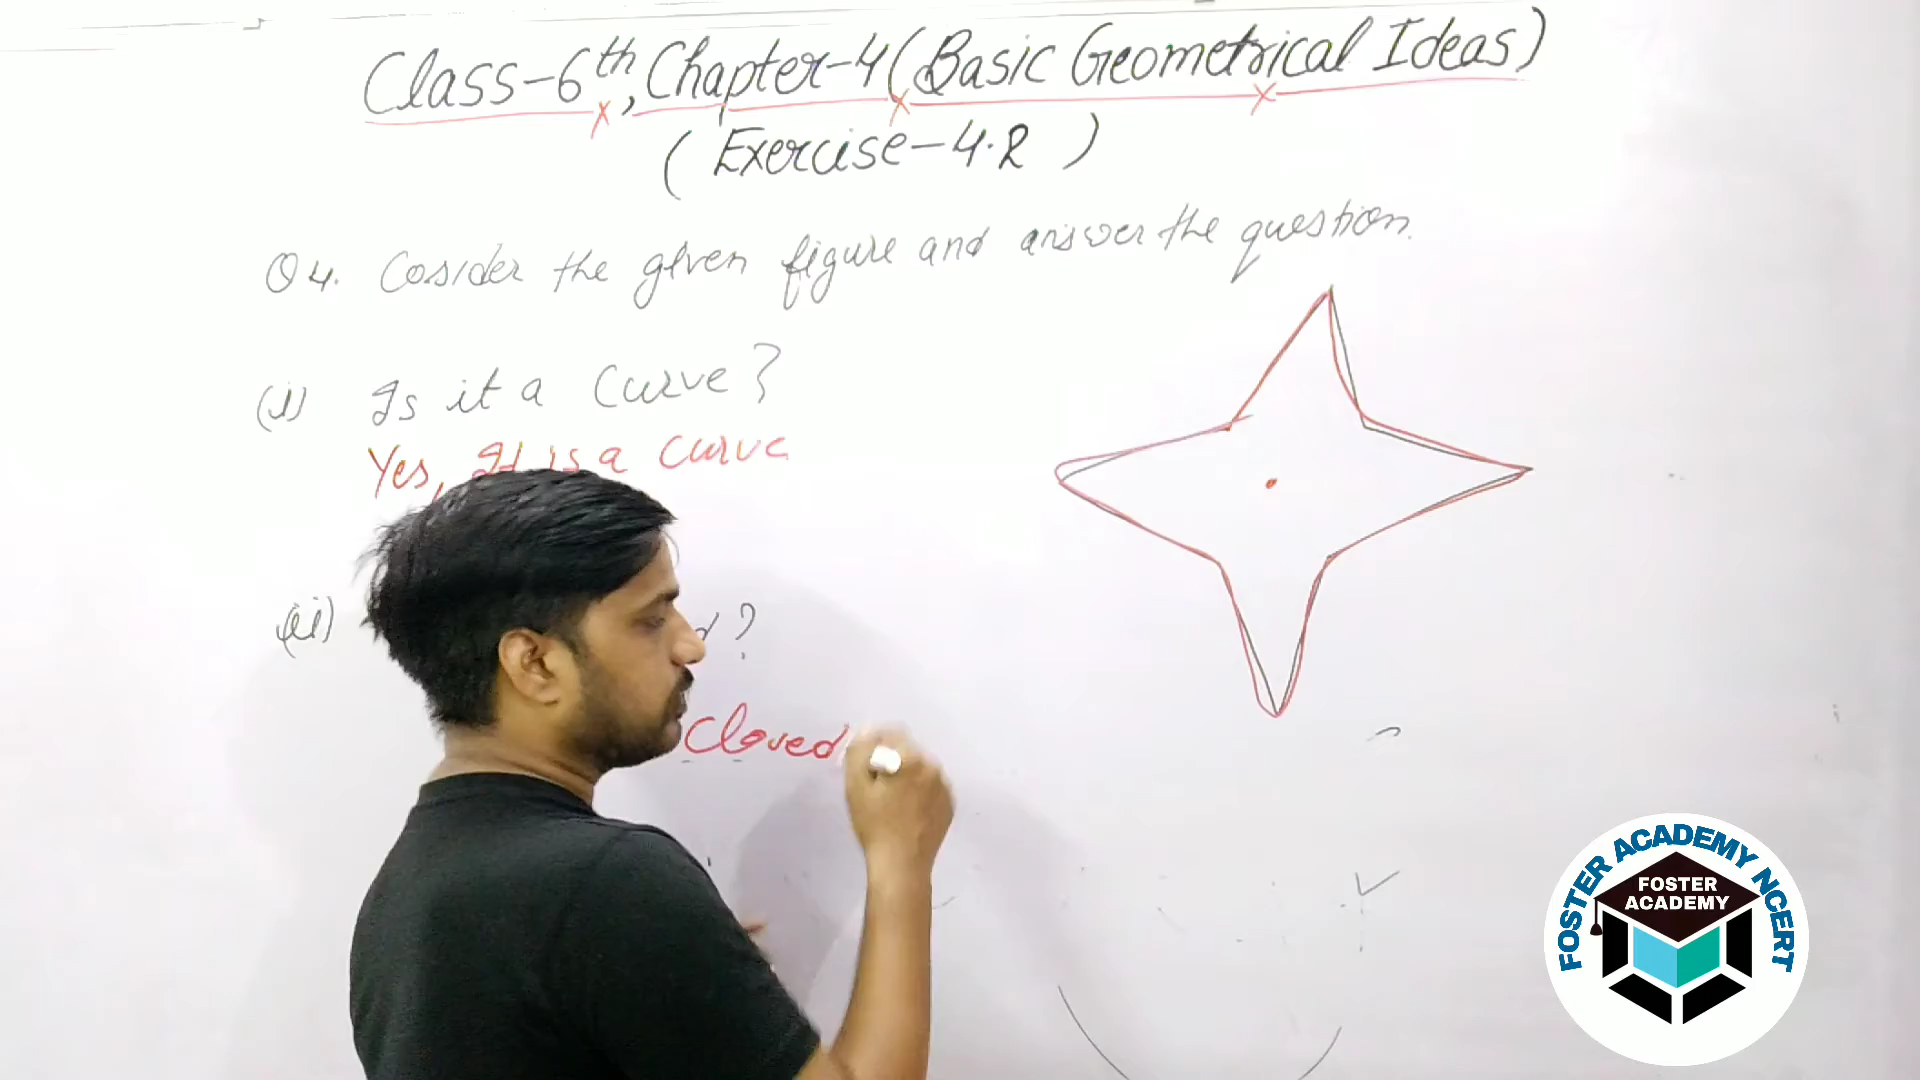 Class-6th, Chapter-4 (Basic Geometrical Ideas)
(Exercise-4.2)
Q4. Cosider the given figure and answer the question.
(i) Is it a Curve?
Yes, It is a curve
(ii) ?
Closed
FOSTER ACADEMY NCERT
FOSTER
ACADEMY